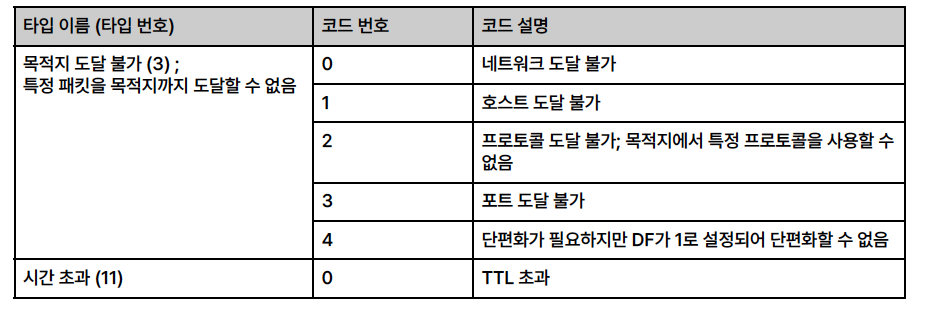 타입 이름 (타입 번호) 코드 번호 코드 설명
목적지 도달 불가 (3) ; 0 네트워크 도달 불가
특정 패킷을 목적지까지 도달할 수 없음
1 호스트 도달 불가
2 프로토콜 도달 불가; 목적지에서 특정 프로토콜을 사용할 수
없음
3 포트 도달 불가
4 단편화가 필요하지만 DF가 1로 설정되어 단편화할 수 없음
시간 초과 (11) 0 TTL 초과